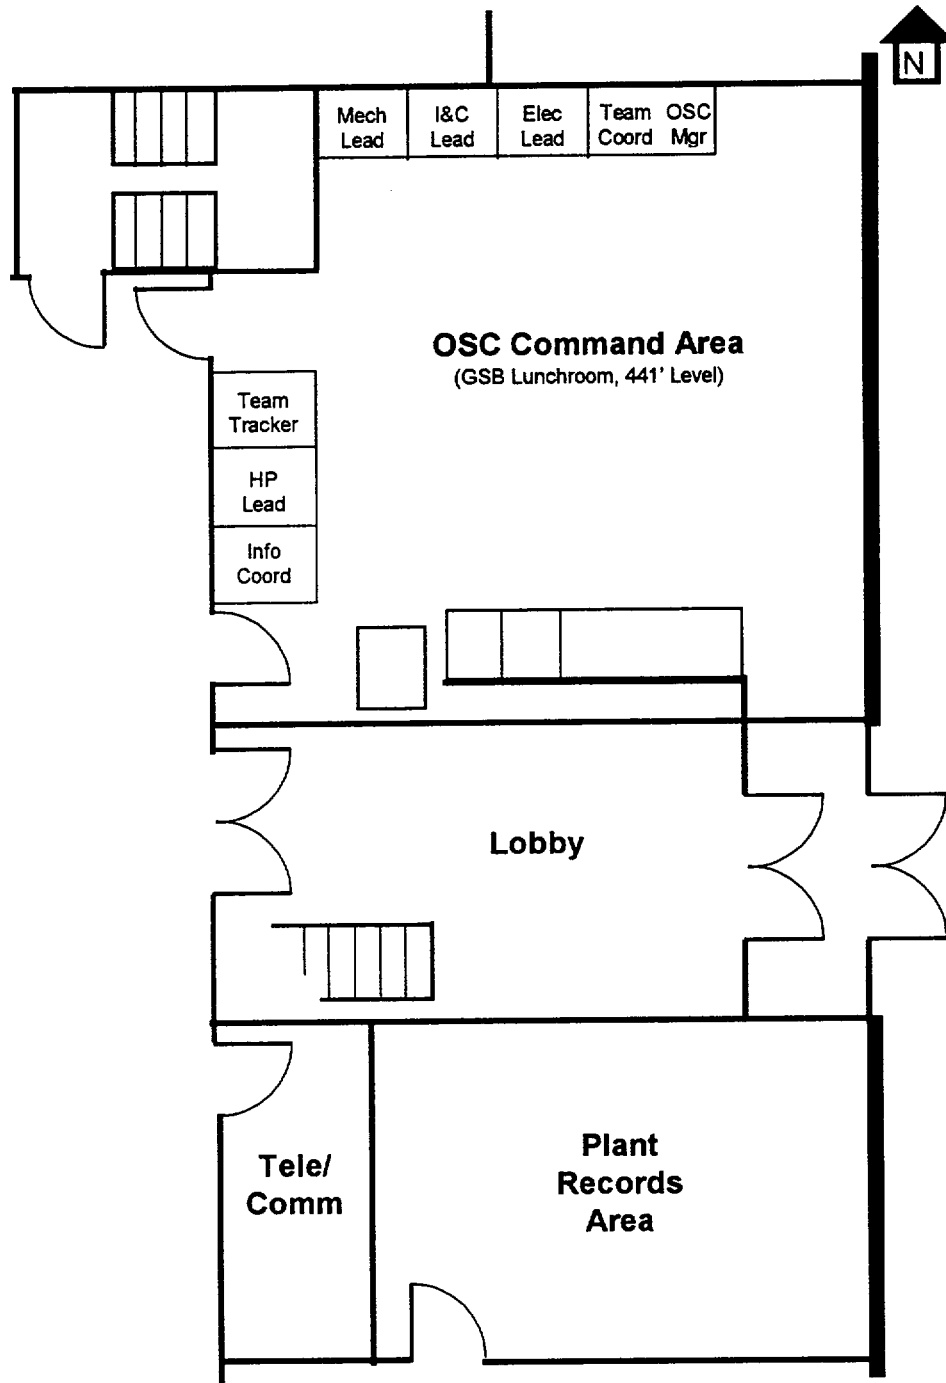 N
Mech
Lead
I&C
Lead
Elec
Lead
Team OSC
Coord Mgr
OSC Command Area
(GSB Lunchroom, 441' Level)
Team
Tracker
HP
Lead
Info
Coord
Lobby
Tele/
Comm
Plant
Records
Area